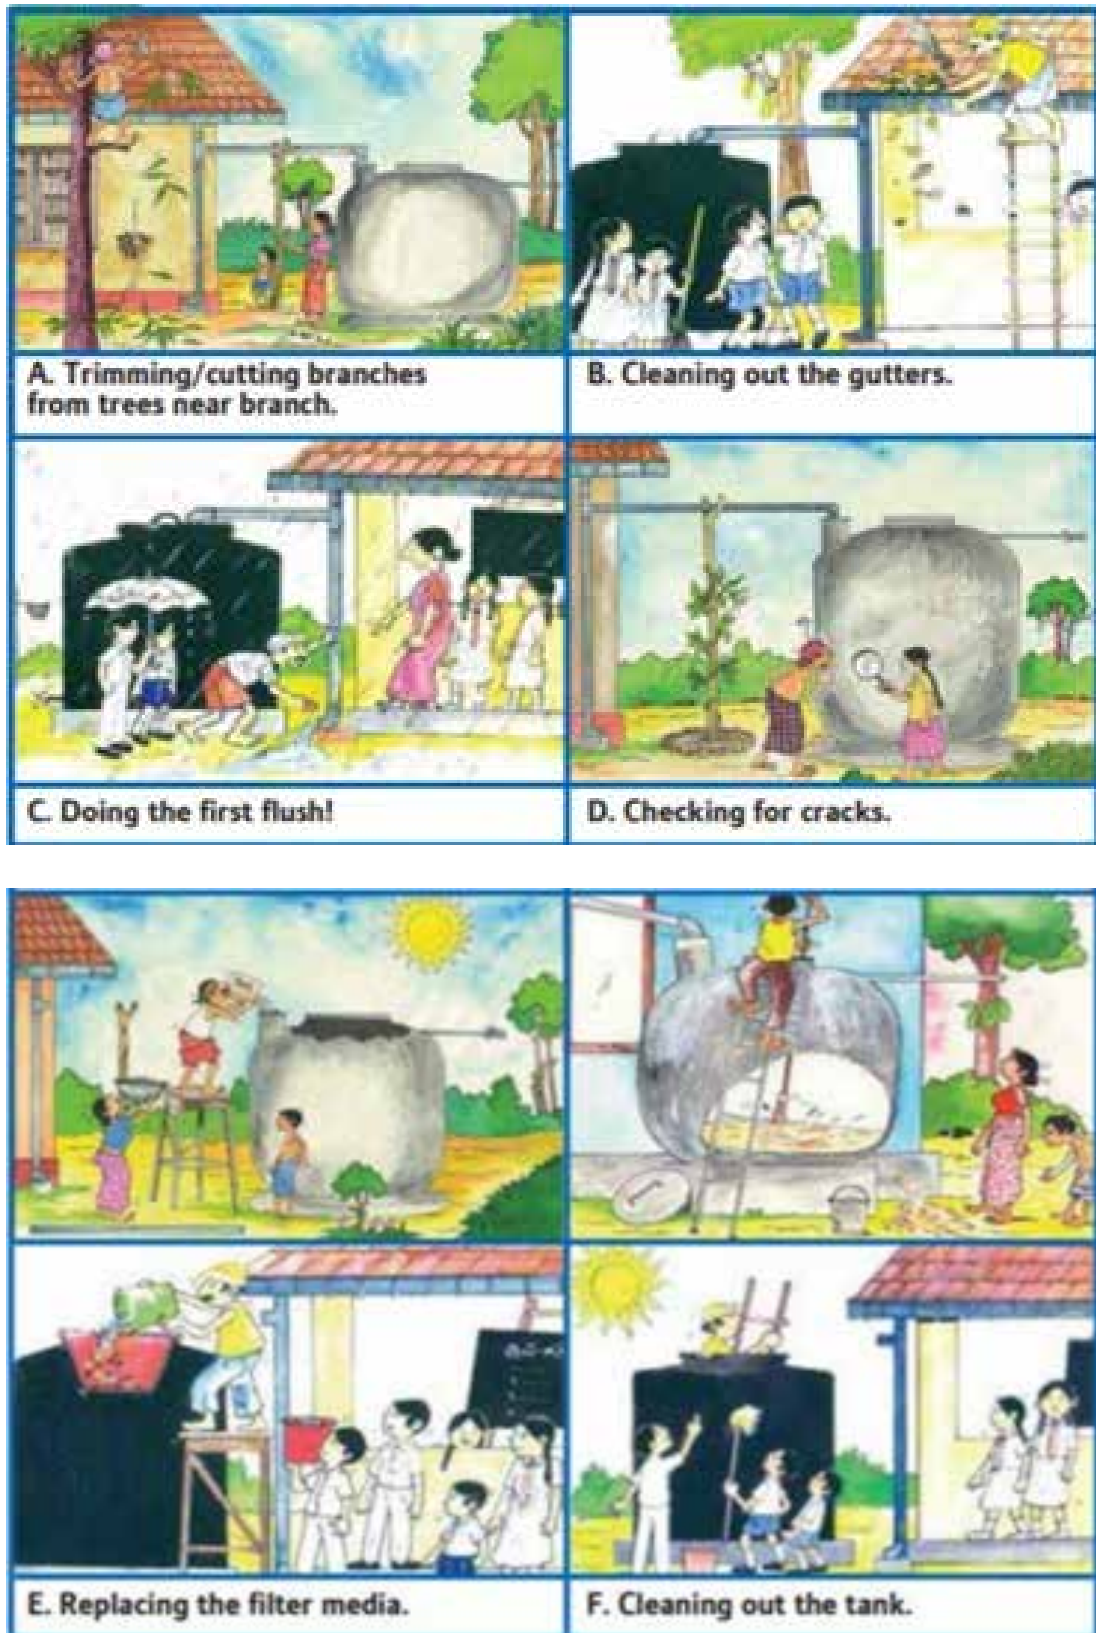 A. Trimming/cutting branches
from trees near branch.
B. Cleaning out the gutters.
C. Doing the first flush!
D. Checking for cracks.
E. Replacing the filter media.
F. Cleaning out the tank.